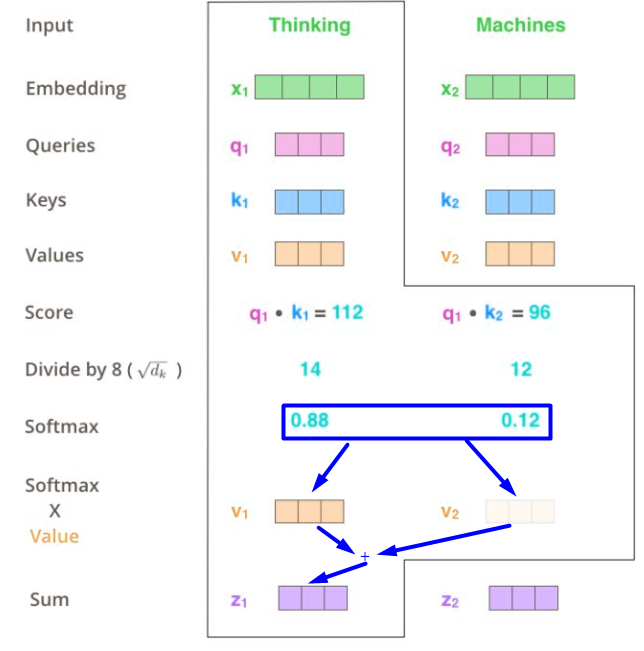 Input Thinking Machines
Embedding x₁ x₂
Queries q₁ q₂
Keys k₁ k₂
Values v₁ v₂
Score q₁ • k₁ = 112 q₁ • k₂ = 96
Divide by 8 ( √dₖ ) 14 12
Softmax 0.88 0.12
Softmax
X v₁ v₂
Value
+
Sum z₁ z₂